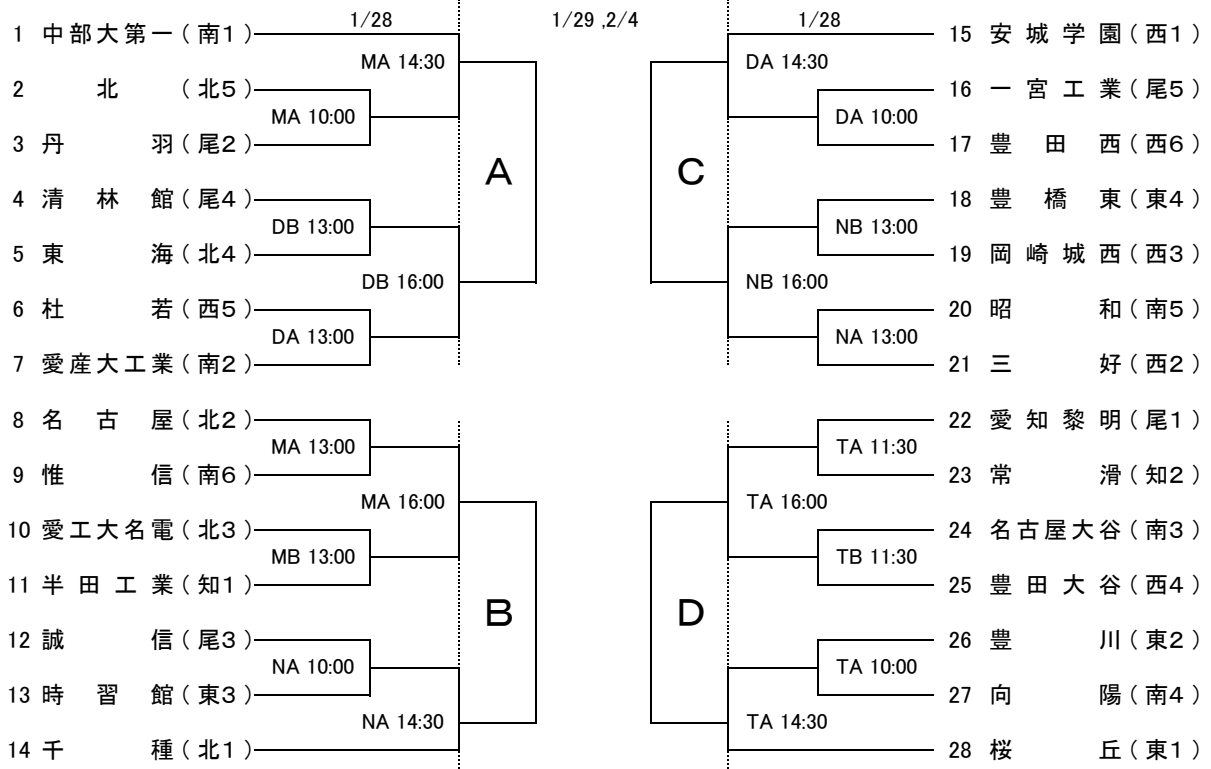 1/28
1/29 ,2/4
1/28
1 中部大第一(南1)
MA 14:30
2 北 (北5)
MA 10:00
3 丹 羽(尾2)
A
4 清 林 館(尾4)
DB 13:00
5 東 海(北4)
DB 16:00
6 杜 若(西5)
DA 13:00
7 愛産大工業(南2)
8 名 古 屋(北2)
MA 13:00
9 惟 信(南6)
MA 16:00
10 愛工大名電(北3)
MB 13:00
11 半 田 工 業(知1)
B
12 誠 信(尾3)
NA 10:00
13 時 習 館(東3)
NA 14:30
14 千 種(北1)
15 安 城 学 園(西1)
DA 14:30
16 一 宮 工 業(尾5)
DA 10:00
17 豊 田 西(西6)
C
18 豊 橋 東(東4)
NB 13:00
19 岡 崎 城 西(西3)
NB 16:00
20 昭 和(南5)
NA 13:00
21 三 好(西2)
22 愛 知 黎 明(尾1)
TA 11:30
23 常 滑(知2)
TA 16:00
24 名古屋大谷(南3)
TB 11:30
25 豊 田 大 谷(西4)
D
26 豊 川(東2)
TA 10:00
27 向 陽(南4)
TA 14:30
28 桜 丘(東1)